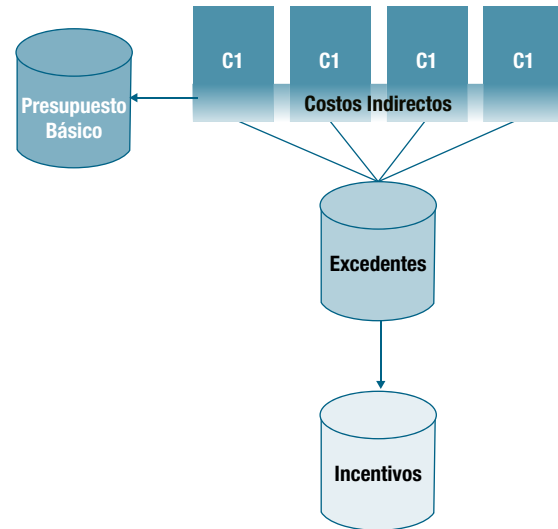 C1 C1 C1 C1
Costos Indirectos
Presupuesto
Básico
Excedentes
Incentivos